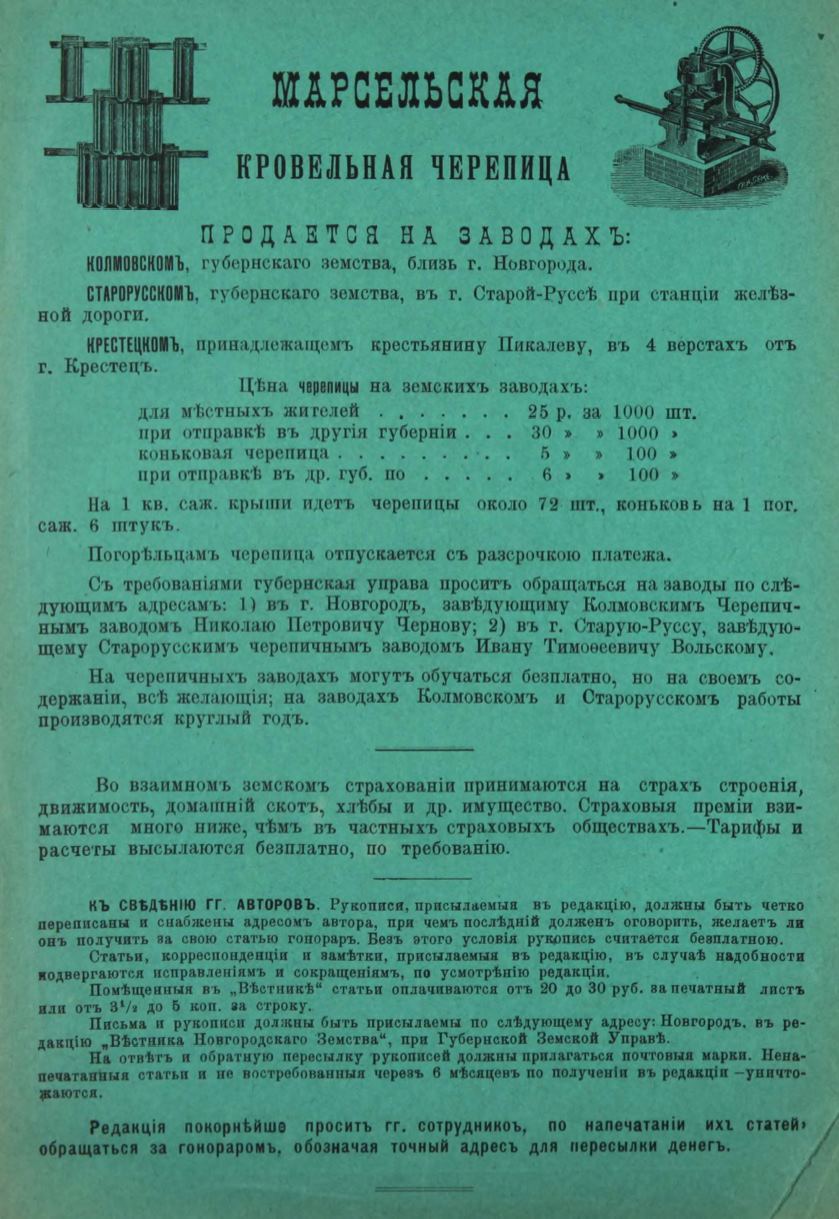 МАРСЕЛЬСКАЯ
КРОВЕЛЬНАЯ ЧЕРЕПИЦА
ПРОДАЕТСЯ НА ЗАВОДАХЪ:
КОЛМОВСКОМЪ, губернскаго земства, близь г. Новгорода.
СТАРОРУССКОМЪ, губернскаго земства, въ г. Старой-Руссѣ при станціи желѣз-
ной дороги.
КРЕСТЕЦКОМЪ, принадлежащемъ крестьянину Пикалеву, въ 4 верстахъ отъ
г. Крестецъ.
Цѣна черепицы на земскихъ заводахъ:
для мѣстныхъ жителей . . . . . . . 25 р. за 1000 шт.
при отправкѣ въ другія губерніи . . . 30 » » 1000 »
коньковая черепица . . . . . . . . . 5 » » 100 »
при отправкѣ въ др. губ. по . . . . . 6 » » 100 »
На 1 кв. саж. крыши идетъ черепицы около 72 шт., коньковъ на 1 пог.
саж. 6 штукъ.
Погорѣльцамъ черепица отпускается съ разсрочкою платежа.
Съ требованіями губернская управа проситъ обращаться на заводы по слѣ-
дующимъ адресамъ: 1) въ г. Новгородъ, завѣдующиму Колмовскимъ Черепич-
нымъ заводомъ Николаю Петровичу Чернову; 2) въ г. Старую-Руссу, завѣдую-
щему Старорусскимъ черепичнымъ заводомъ Ивану Тимоѳеевичу Вольскому.
На черепичныхъ заводахъ могутъ обучаться безплатно, но на своемъ со-
держаніи, всѣ желающія; на заводахъ Колмовскомъ и Старорусскомъ работы
производятся круглый годъ.
Во взаимномъ земскомъ страхованіи принимаются на страхъ строенія,
движимость, домашній скотъ, хлѣбы и др. имущество. Страховыя преміи взи-
маются много ниже, чѣмъ въ частныхъ страховыхъ обществахъ.—Тарифы и
расчеты высылаются безплатно, по требованію.
КЪ СВѢДѢНІЮ ГГ. АВТОРОВЪ. Рукописи, присылаемыя въ редакцію, должны быть четко
переписаны и снабжены адресомъ автора, при чемъ послѣдній долженъ оговорить, желаетъ ли
онъ получить за свою статью гонораръ. Безъ этого условія рукопись считается безплатною.
Статьи, корреспонденціи и замѣтки, присылаемыя въ редакцію, въ случаѣ надобности
подвергаются исправленіямъ и сокращеніямъ, по усмотрѣнію редакціи.
Помѣщенныя въ „Вѣстникѣ“ статьи оплачиваются отъ 20 до 30 руб. за печатный листъ
или отъ 3½ до 5 коп. за строку.
Письма и рукописи должны быть присылаемы по слѣдующему адресу: Новгородъ, въ ре-
дакцію „Вѣстника Новгородскаго Земства“, при Губернской Земской Управѣ.
На отвѣтъ и обратную пересылку рукописей должны прилагаться почтовыя марки. Нена-
печатанныя статьи и не востребованныя черезъ 6 мѣсяцевъ по полученіи въ редакціи—уничто-
жаются.
Редакція покорнѣйше проситъ гг. сотрудниковъ, по напечатаніи ихъ статей,
обращаться за гонораромъ, обозначая точный адресъ для пересылки денегъ.